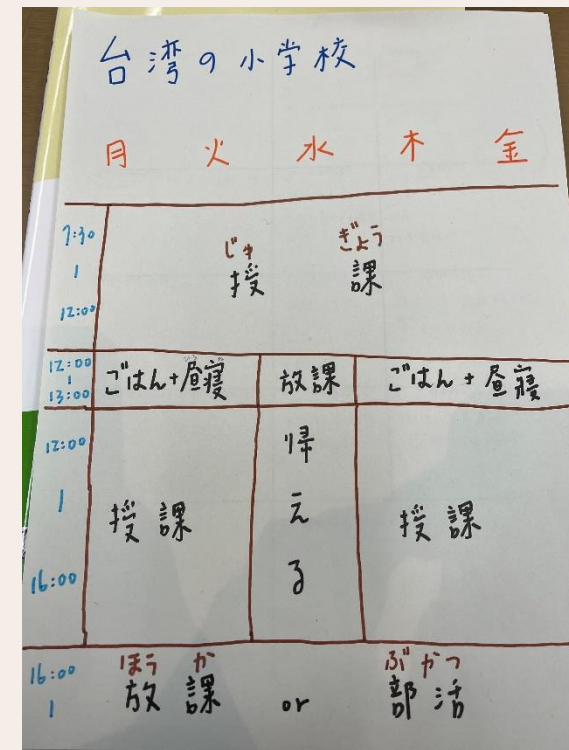 台湾の小学校
月 火 水 木 金
7:30
|
12:00
じゅ ぎょう
授 課
12:00
|
13:00
ごはん+昼寝 放課 ごはん+昼寝
12:00
|
16:00
授課
帰
え
る
授課
16:00
|
ほう か
放課
or
ぶ かつ
部活